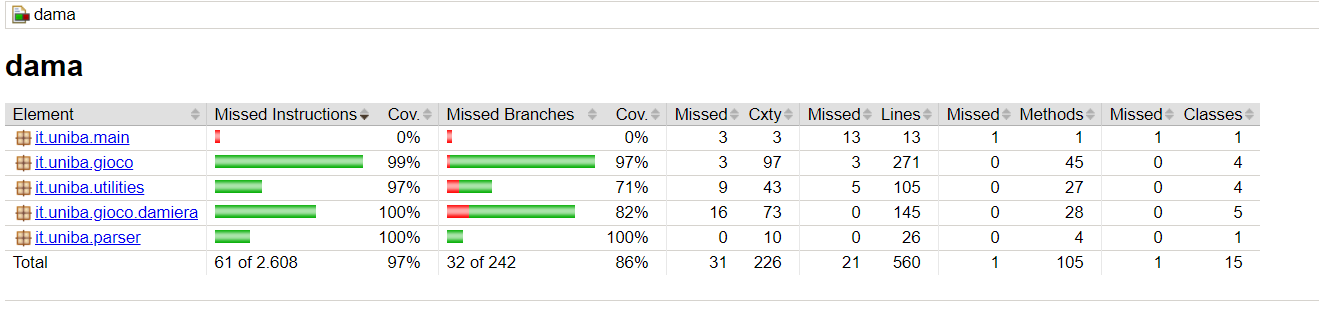 dama
dama
Element Missed Instructions Cov. Missed Branches Cov. Missed Cxty Missed Lines Missed Methods Missed Classes
it.uniba.main 0% 0% 3 3 13 13 1 1 1 1
it.uniba.gioco 99% 97% 3 97 3 271 0 45 0 4
it.uniba.utilities 97% 71% 9 43 5 105 0 27 0 4
it.uniba.gioco.damiera 100% 82% 16 73 0 145 0 28 0 5
it.uniba.parser 100% 100% 0 10 0 26 0 4 0 1
Total 61 of 2.608 97% 32 of 242 86% 31 226 21 560 1 105 1 15